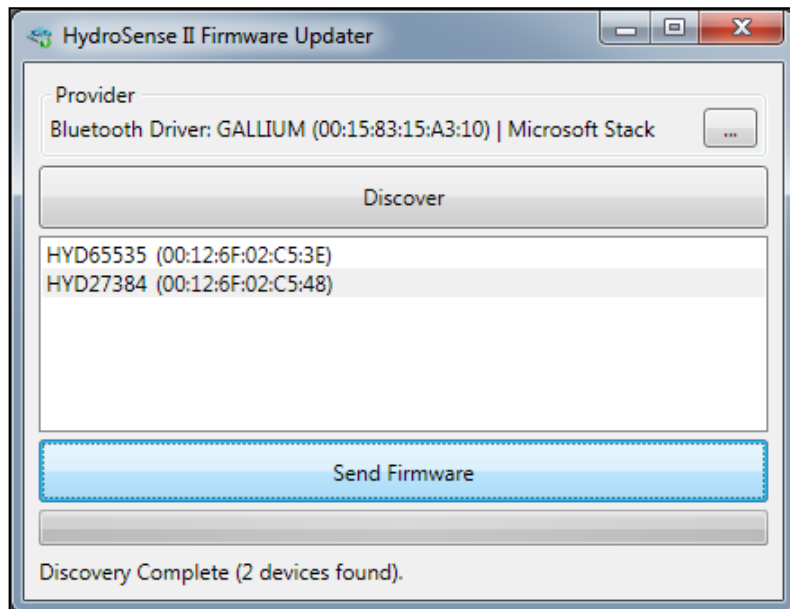 HydroSense II Firmware Updater
Provider
Bluetooth Driver: GALLIUM (00:15:83:15:A3:10) | Microsoft Stack
...
Discover
HYD65535 (00:12:6F:02:C5:3E)
HYD27384 (00:12:6F:02:C5:48)
Send Firmware
Discovery Complete (2 devices found).